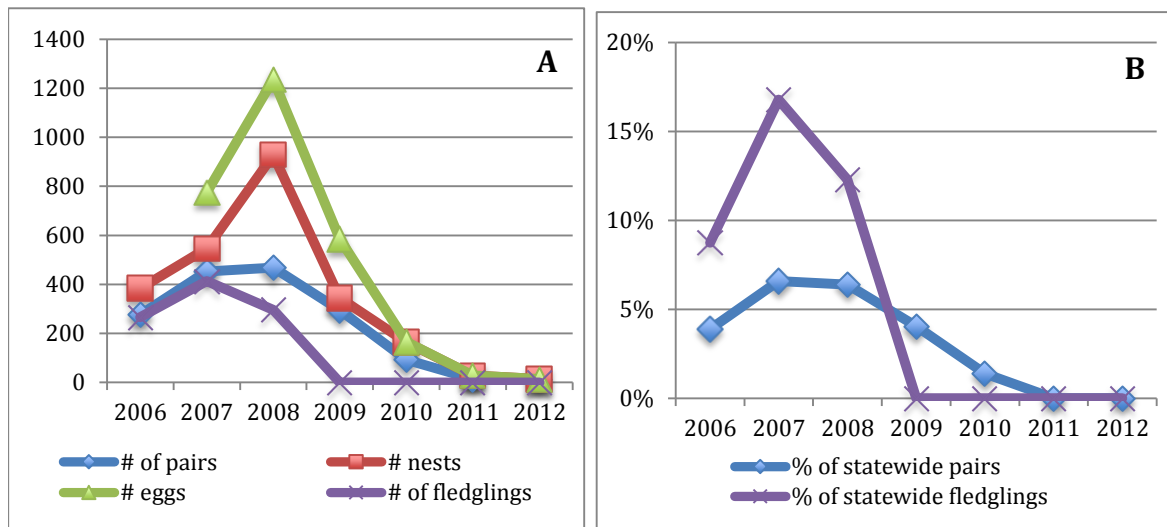 A
1400
1200
1000
800
600
400
200
0
2006 2007 2008 2009 2010 2011 2012
# of pairs # nests
# eggs # of fledglings
B
20%
15%
10%
5%
0%
2006 2007 2008 2009 2010 2011 2012
% of statewide pairs
% of statewide fledglings